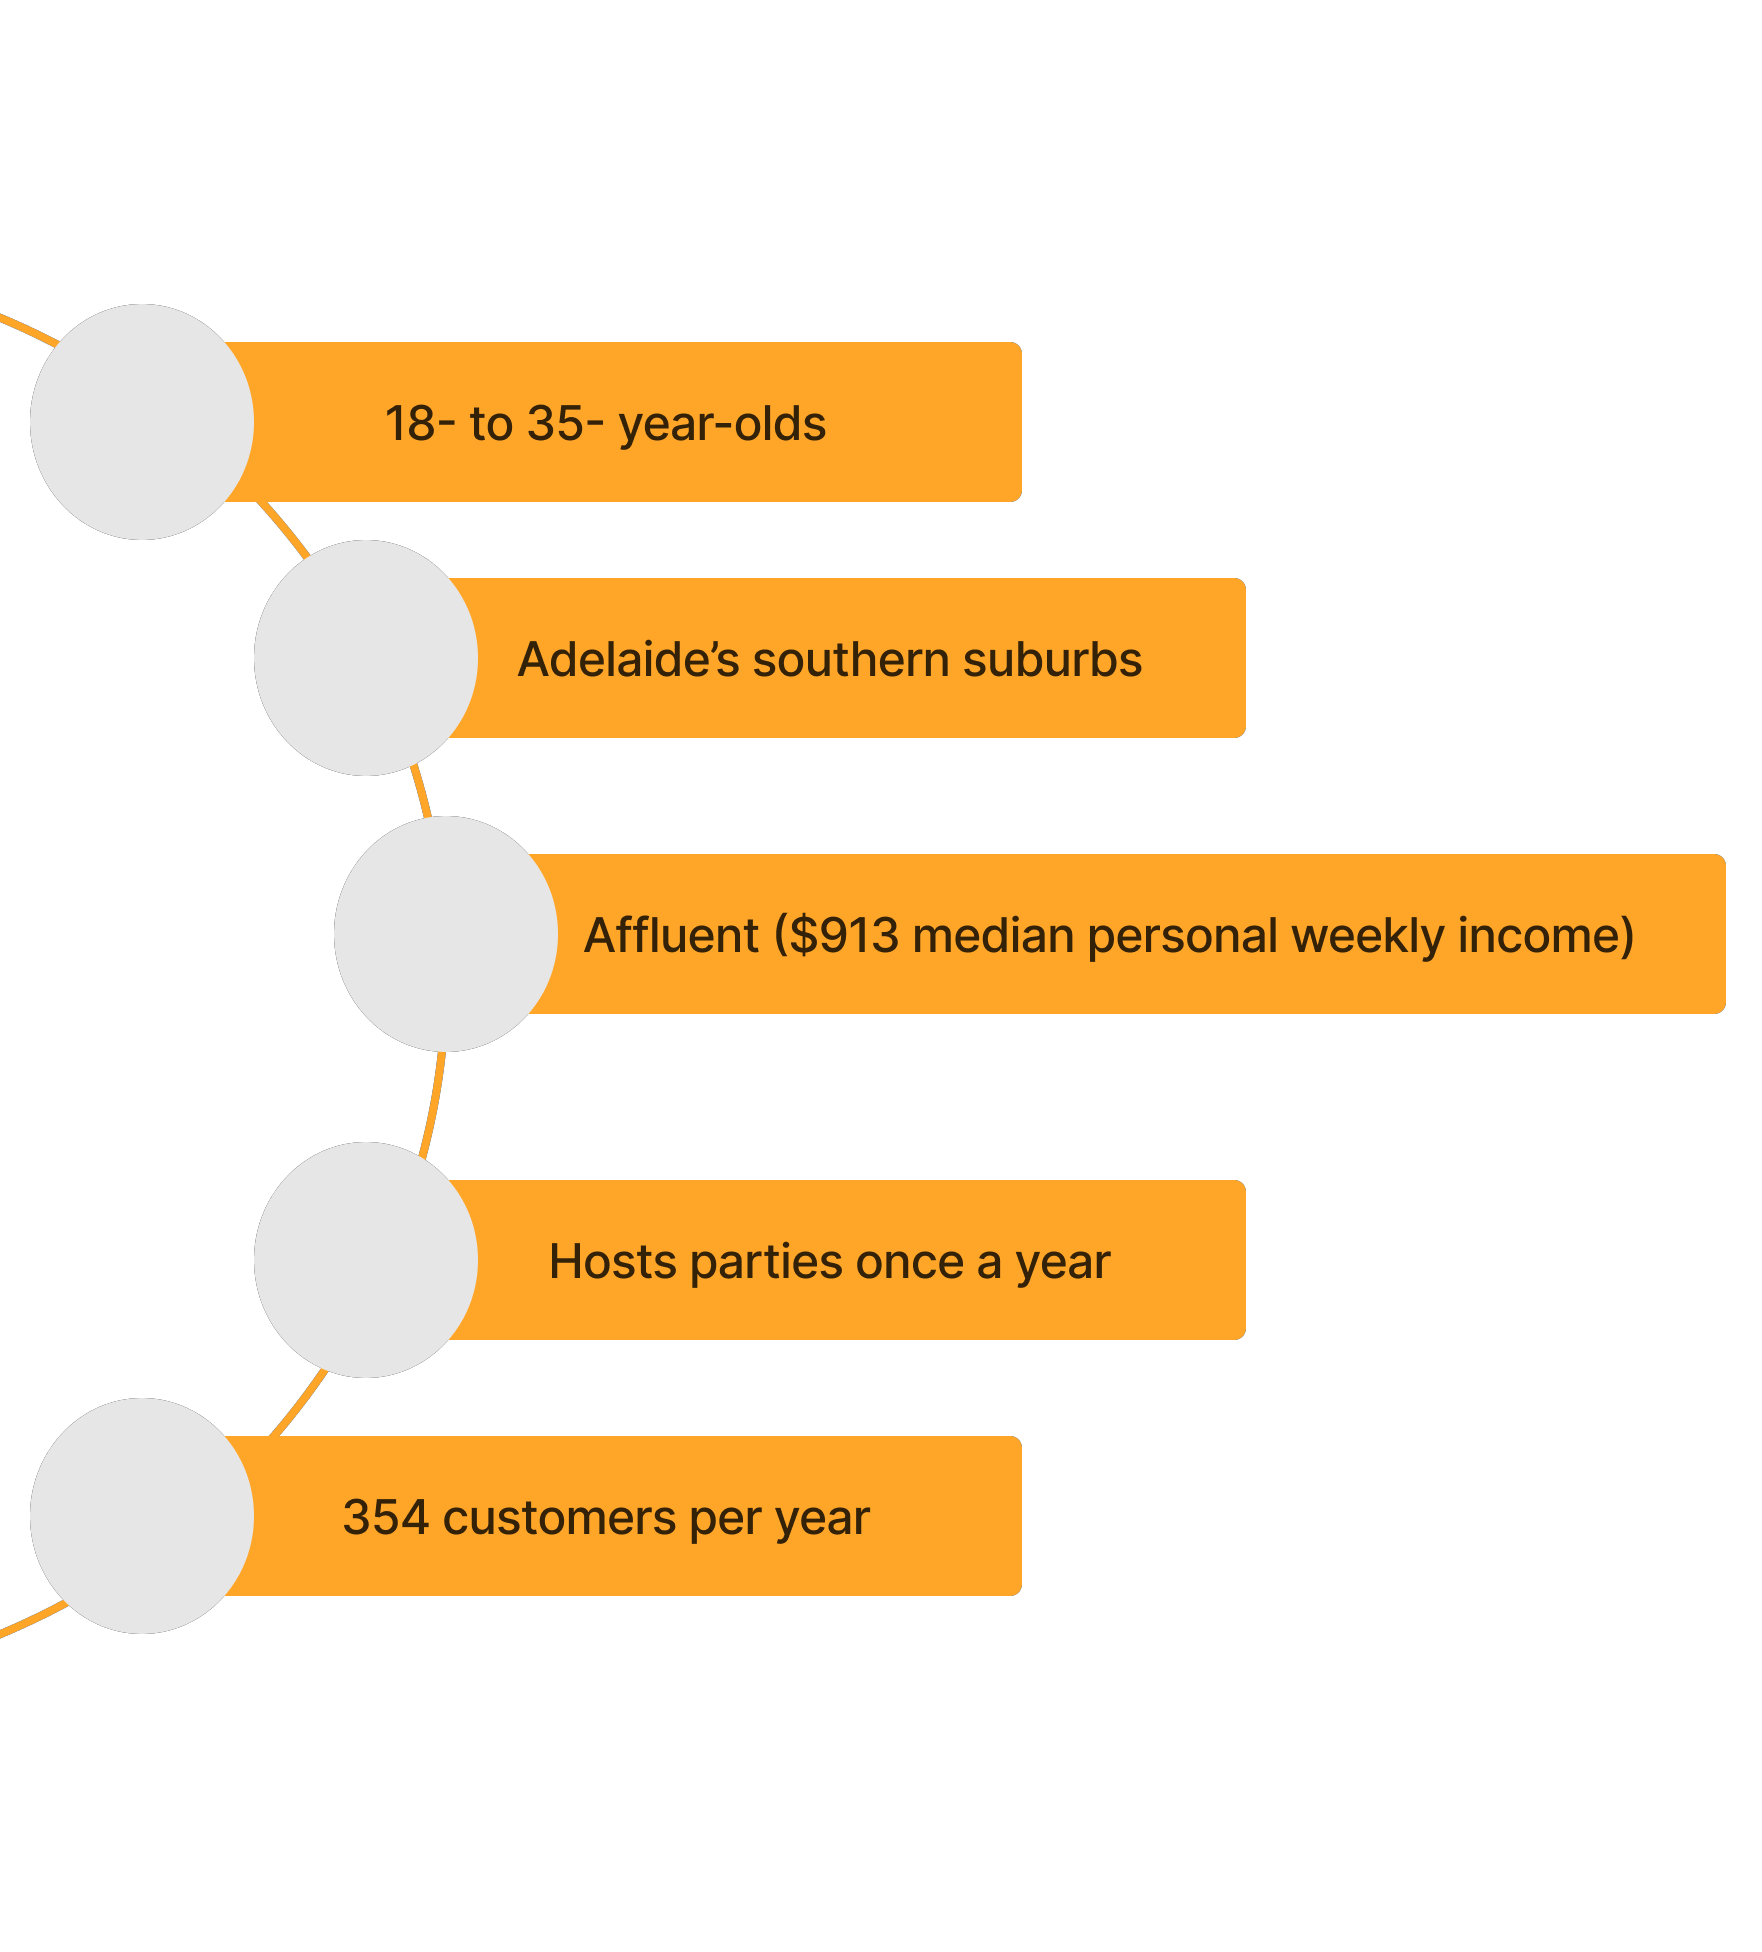 18- to 35- year-olds
Adelaide’s southern suburbs
Affluent ($913 median personal weekly income)
Hosts parties once a year
354 customers per year